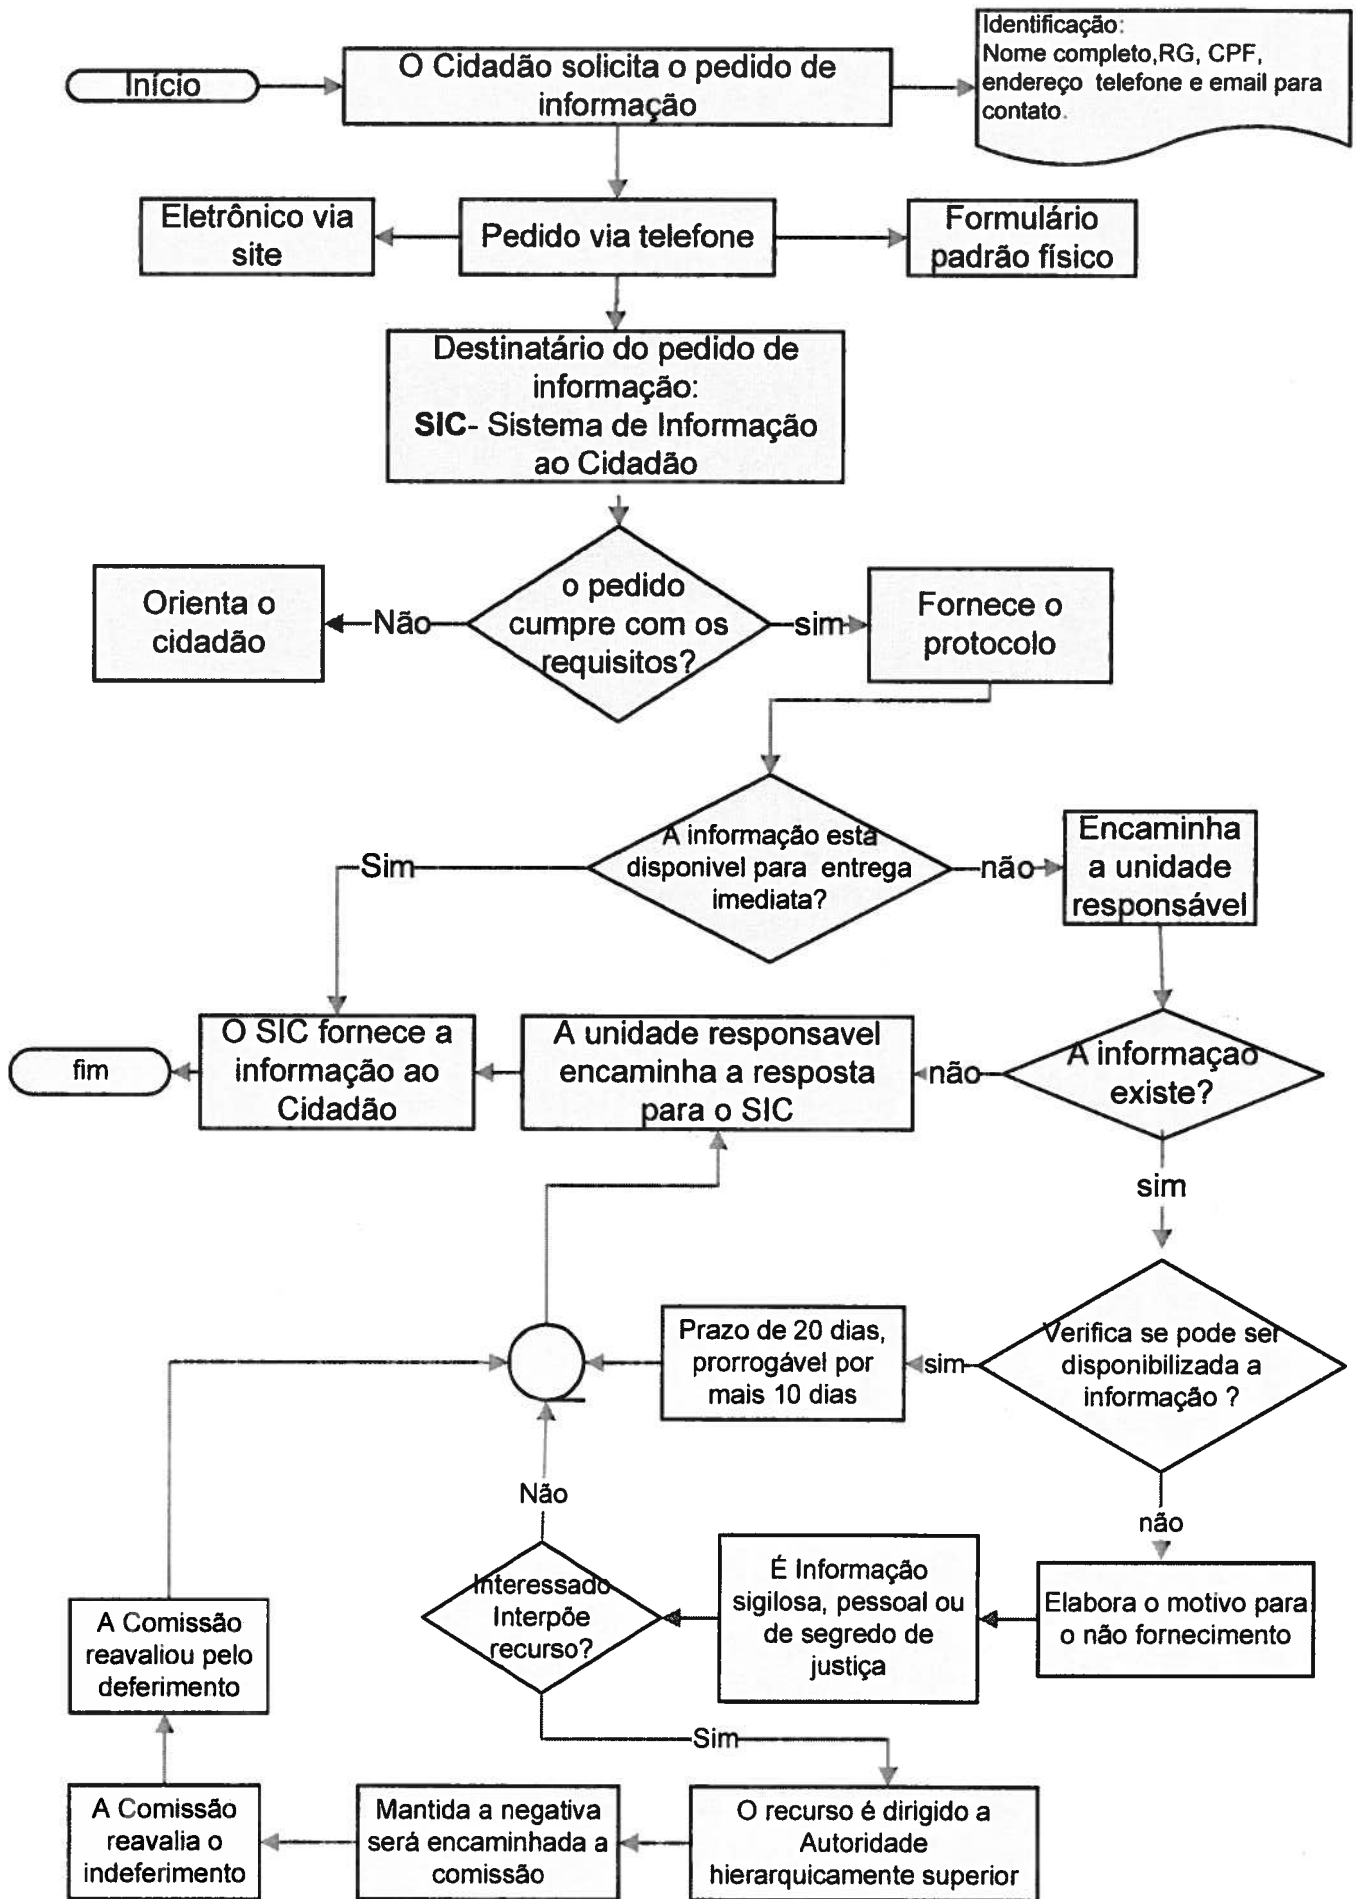 Início
O Cidadão solicita o pedido de
informação
Identificação:
Nome completo,RG, CPF,
endereço telefone e email para
contato.
Eletrônico via
site
Pedido via telefone
Formulário
padrão físico
Destinatário do pedido de
informação:
SIC- Sistema de Informação
ao Cidadão
Orienta o
cidadão
Não
o pedido
cumpre com os
requisitos?
sim
Fornece o
protocolo
Sim
A informação está
disponivel para entrega
imediata?
não
Encaminha
a unidade
responsável
fim
O SIC fornece a
informação ao
Cidadão
A unidade responsavel
encaminha a resposta
para o SIC
não
A informaçao
existe?
sim
Prazo de 20 dias,
prorrogável por
mais 10 dias
sim
Verifica se pode ser
disponibilizada a
informação ?
Não
não
Interessado
Interpõe
recurso?
É Informação
sigilosa, pessoal ou
de segredo de
justiça
Elabora o motivo para
o não fornecimento
A Comissão
reavaliou pelo
deferimento
Sim
A Comissão
reavalia o
indeferimento
Mantida a negativa
será encaminhada a
comissão
O recurso é dirigido a
Autoridade
hierarquicamente superior